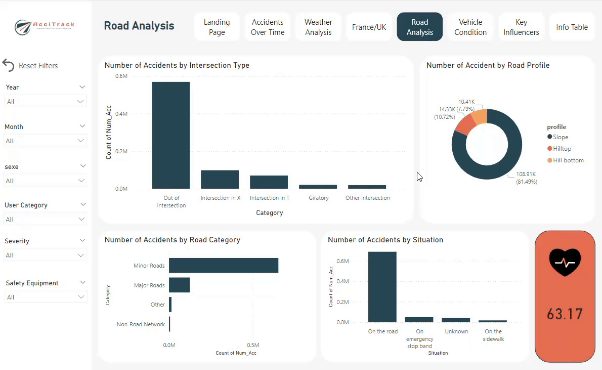 AcciTrack
Road Analysis
Landing Page
Accidents Over Time
Weather Analysis
France/UK
Road Analysis
Vehicle Condition
Key Influencers
Info Table
Reset Filters
Year
All
Month
All
sexe
All
User Category
All
Severity
All
Safety Equipment
All
Number of Accidents by Intersection Type
Count of Num_Acc
0.6M
0.4M
0.2M
0.0M
Out of intersection
Intersection in X
Intersection in T
Giratory
Other intersection
Category
Number of Accident by Road Profile
(10.72%)
(81.49%)
profile
Slope
Hilltop
Hill bottom
Number of Accidents by Road Category
Category
Minor Roads
Major Roads
Other
Non-Road Network
0.0M
0.5M
Count of Num_Acc
Number of Accidents by Situation
Count of Num_Acc
0.6M
0.4M
0.2M
0.0M
On the road
On emergency stop band
Unknown
On the sidewalk
Situation
63.17